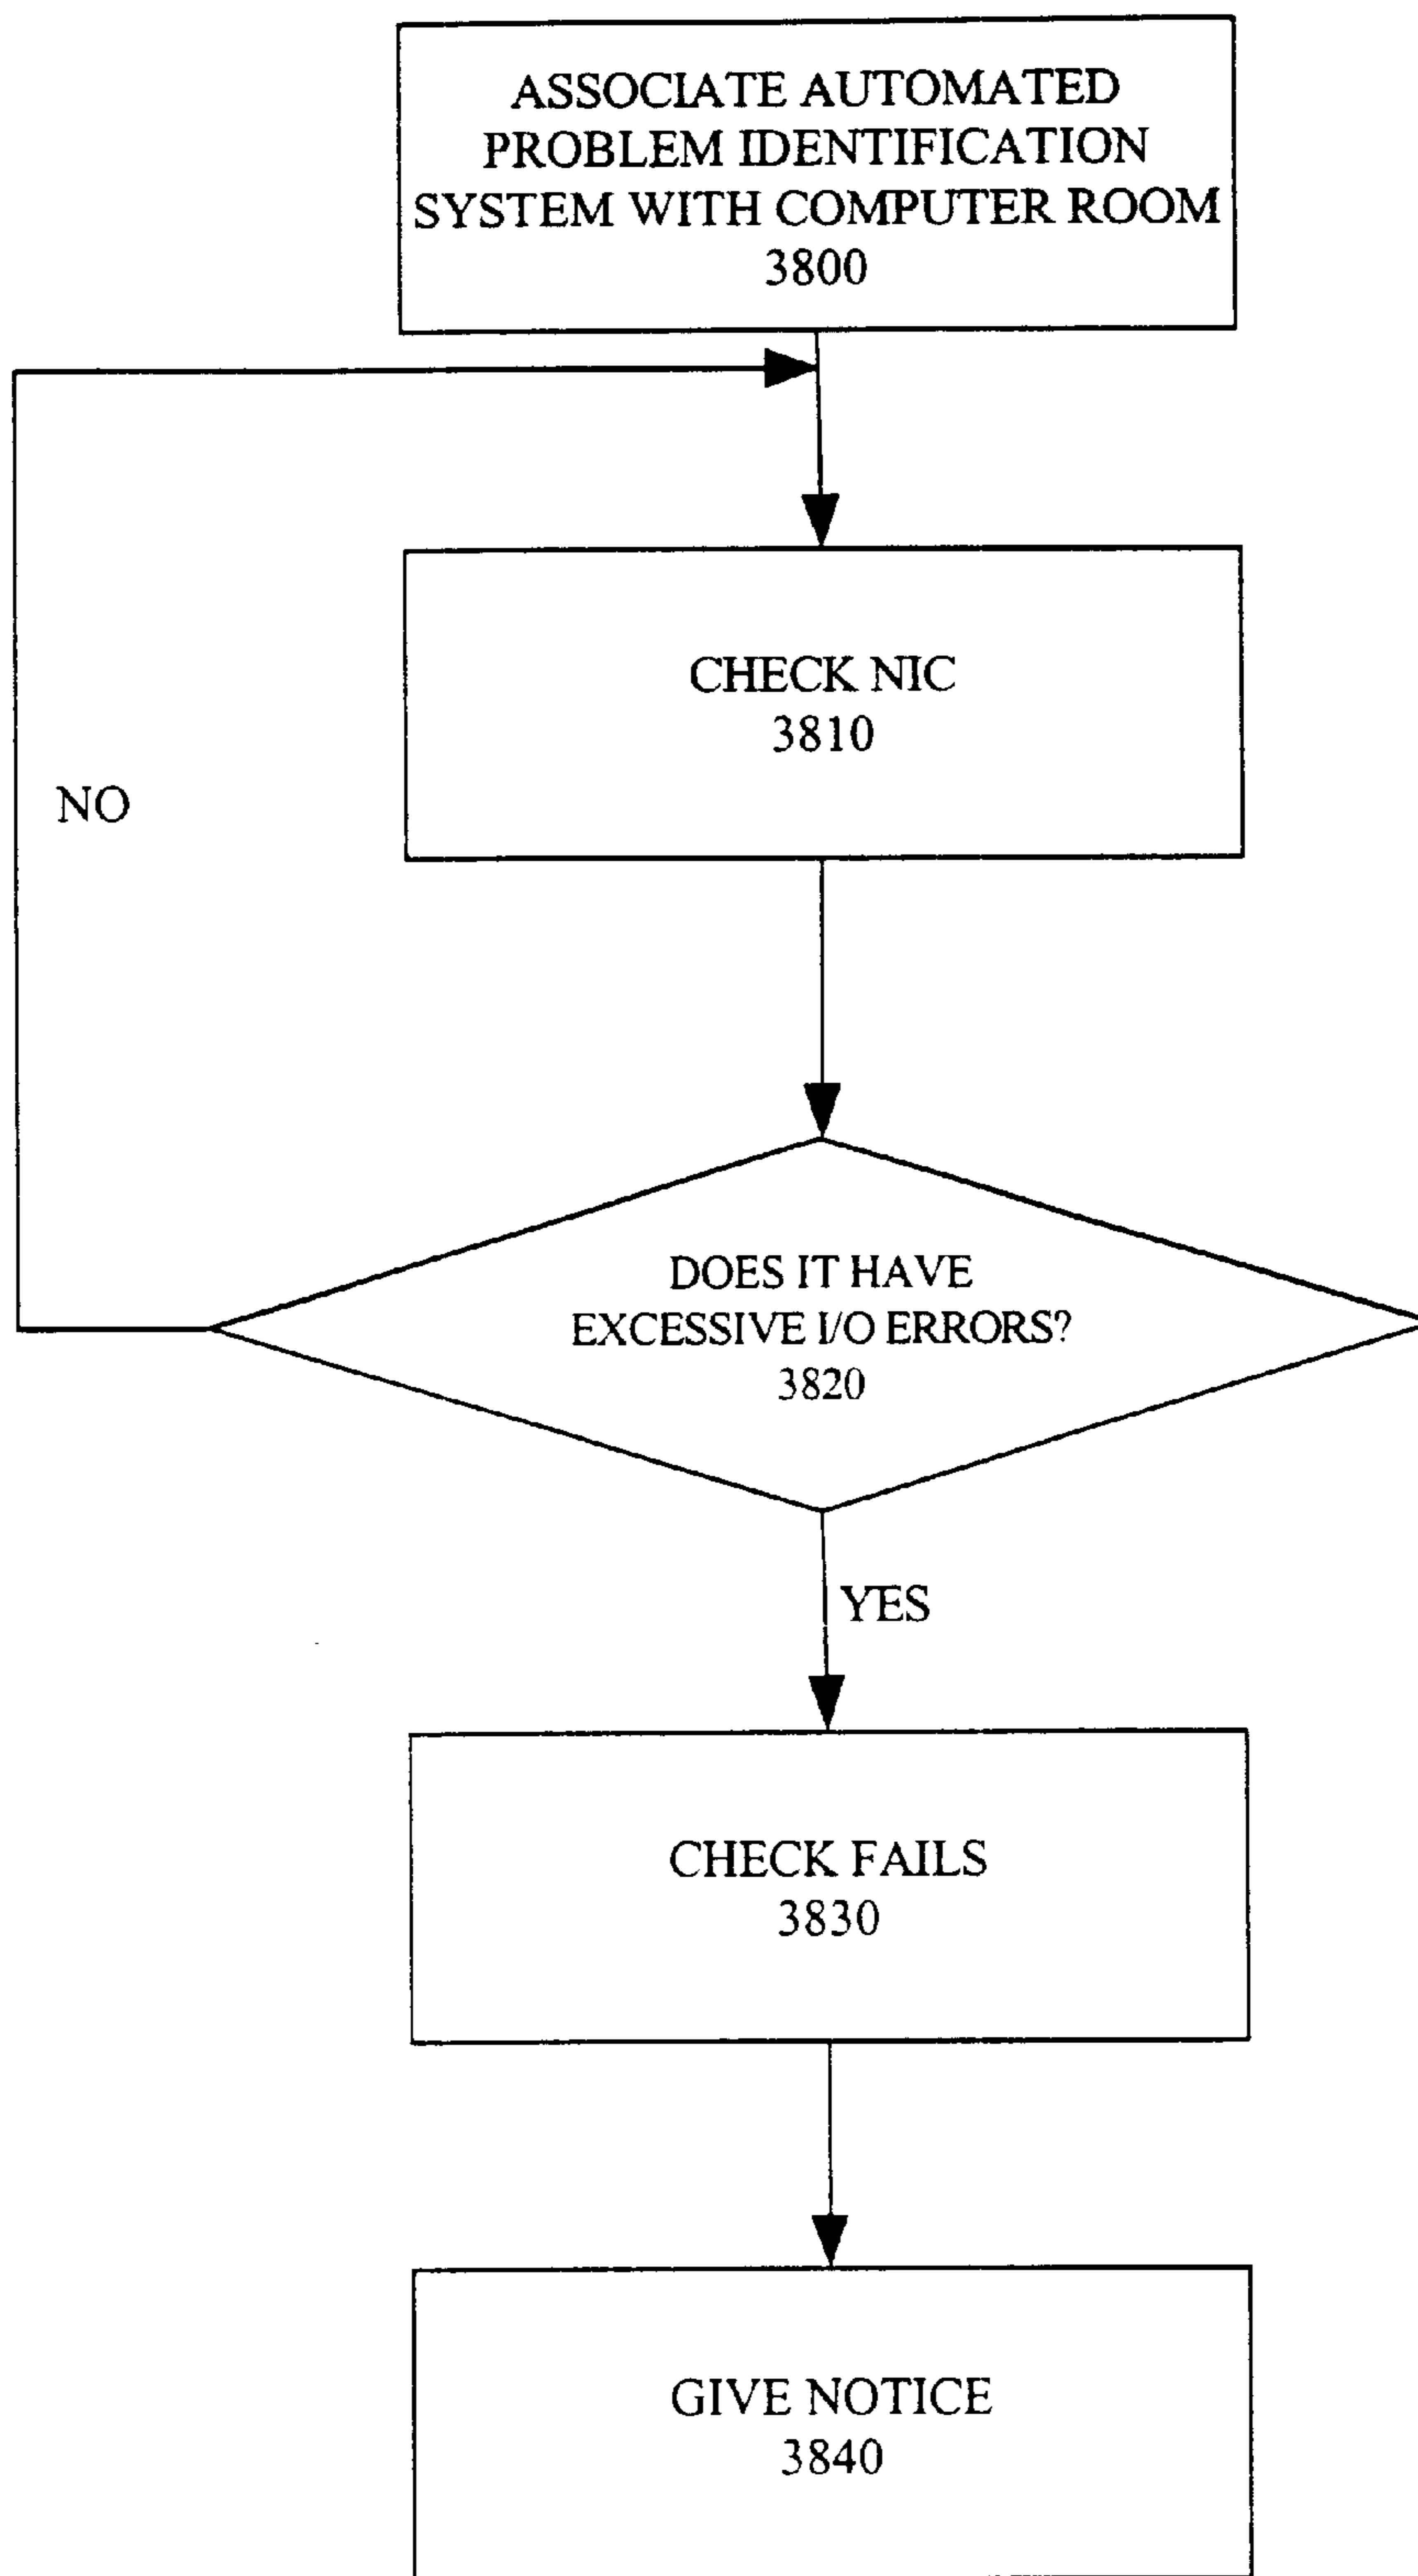 ASSOCIATE AUTOMATED
PROBLEM IDENTIFICATION
SYSTEM WITH COMPUTER ROOM
3800
CHECK NIC
3810
NO
DOES IT HAVE
EXCESSIVE I/O ERRORS?
3820
YES
CHECK FAILS
3830
GIVE NOTICE
3840